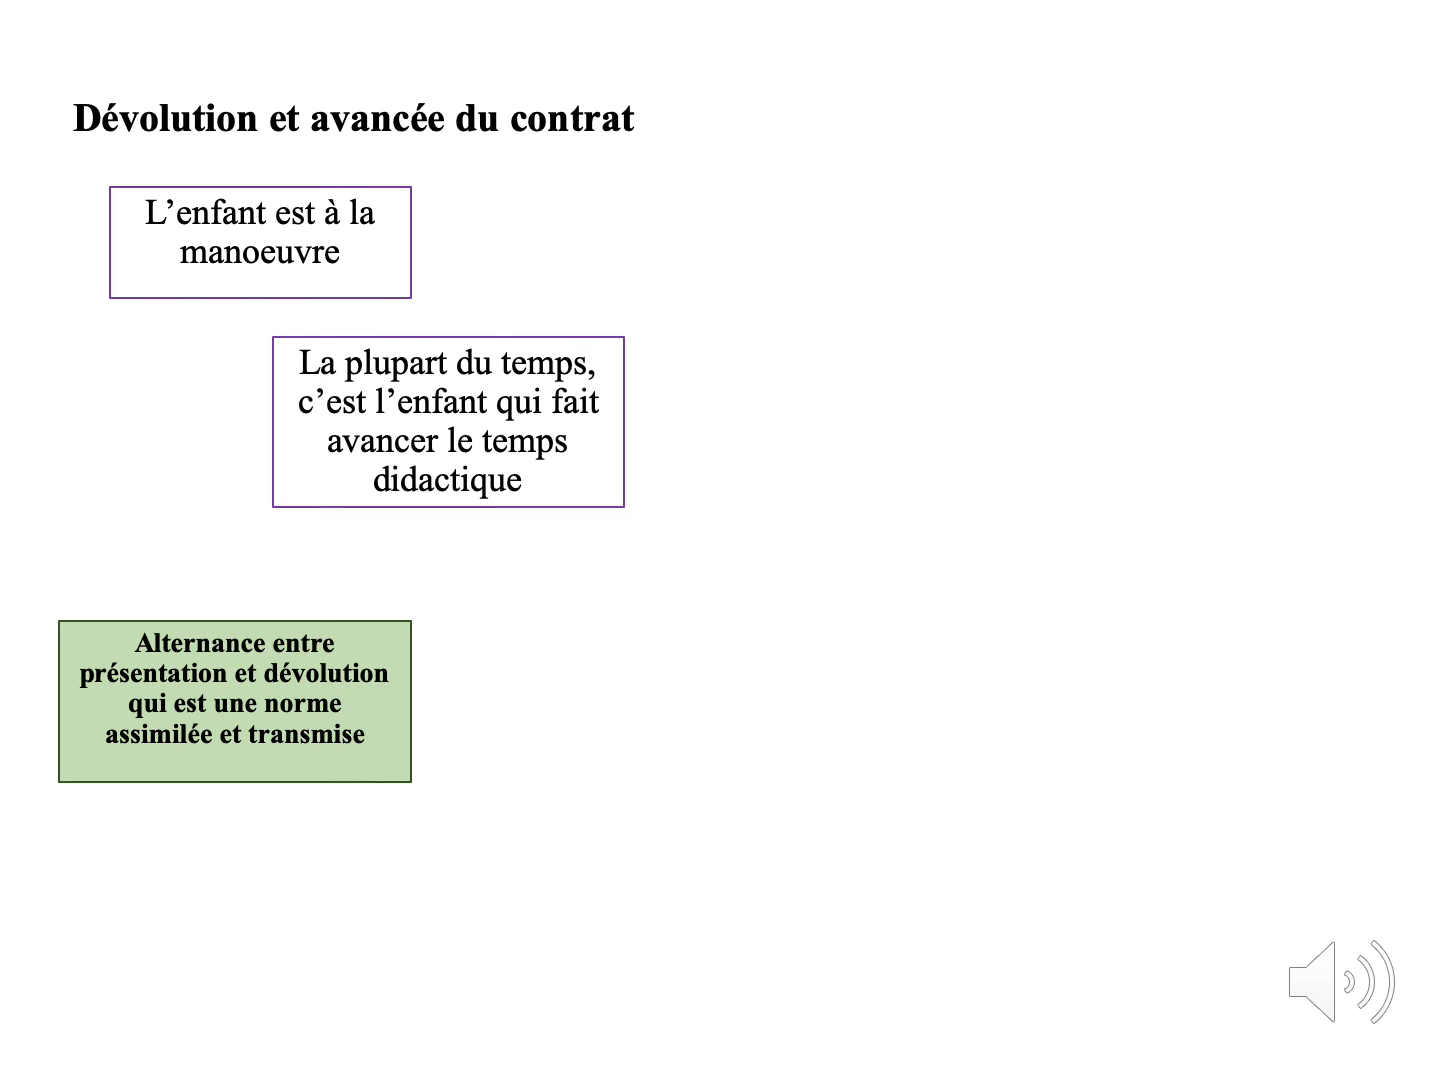 Dévolution et avancée du contrat
L’enfant est à la
manoeuvre
La plupart du temps,
c’est l’enfant qui fait
avancer le temps
didactique
Alternance entre
présentation et dévolution
qui est une norme
assimilée et transmise